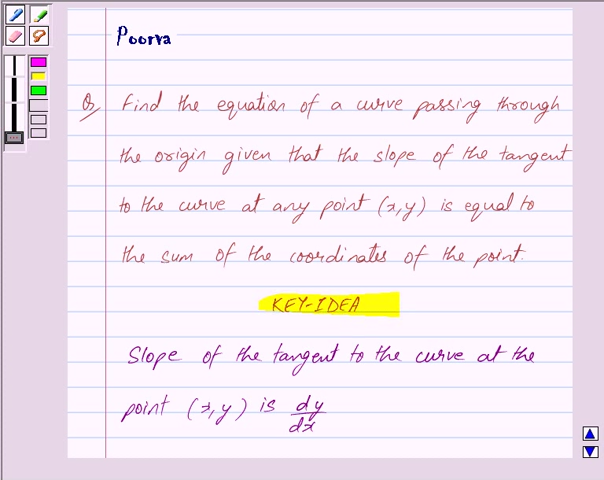 Poorva
Q Find the equation of a curve passing through
the origin given that the slope of the tangent
to the curve at any point (x,y) is equal to
the sum of the coordinates of the point.
KEY-IDEA
Slope of the tangent to the curve at the
point (x,y) is dy/dx